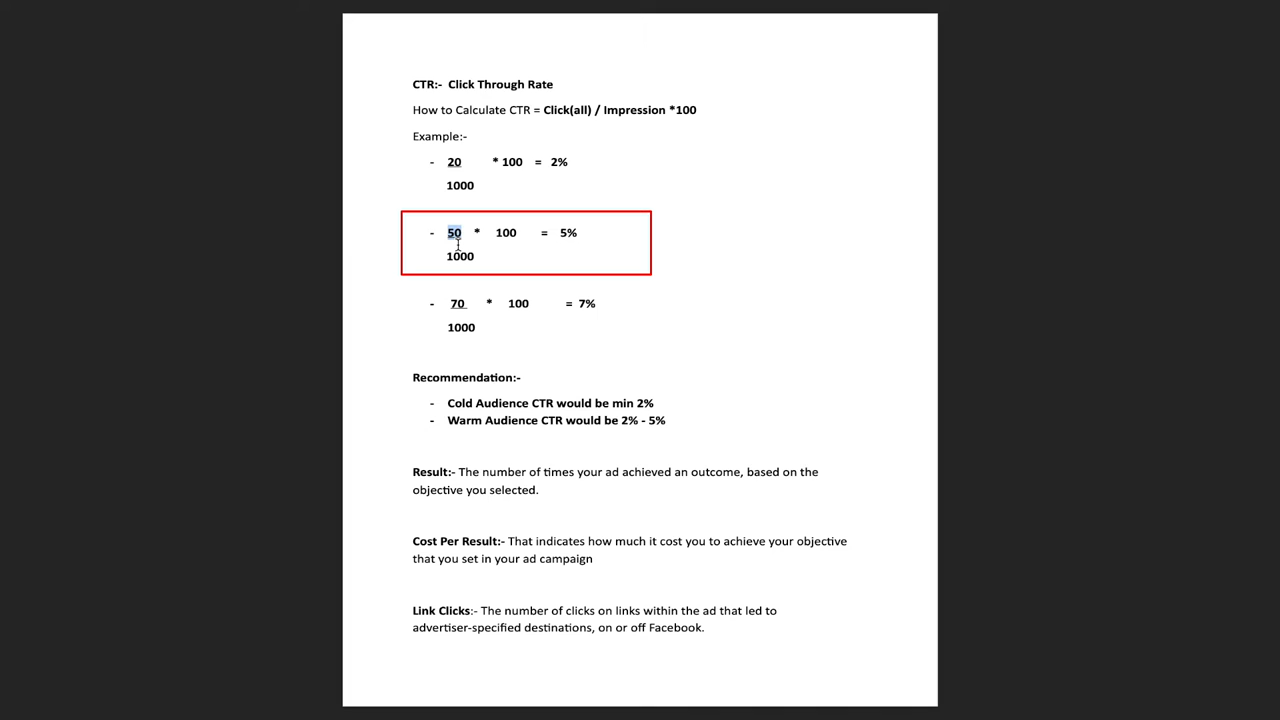 CTR:- Click Through Rate
How to Calculate CTR = Click(all) / Impression *100
Example:-
- 20 * 100 = 2%
1000
- 50 * 100 = 5%
1000
- 70 * 100 = 7%
1000
Recommendation:-
- Cold Audience CTR would be min 2%
- Warm Audience CTR would be 2% - 5%
Result:- The number of times your ad achieved an outcome, based on the
objective you selected.
Cost Per Result:- That indicates how much it cost you to achieve your objective
that you set in your ad campaign
Link Clicks:- The number of clicks on links within the ad that led to
advertiser-specified destinations, on or off Facebook.